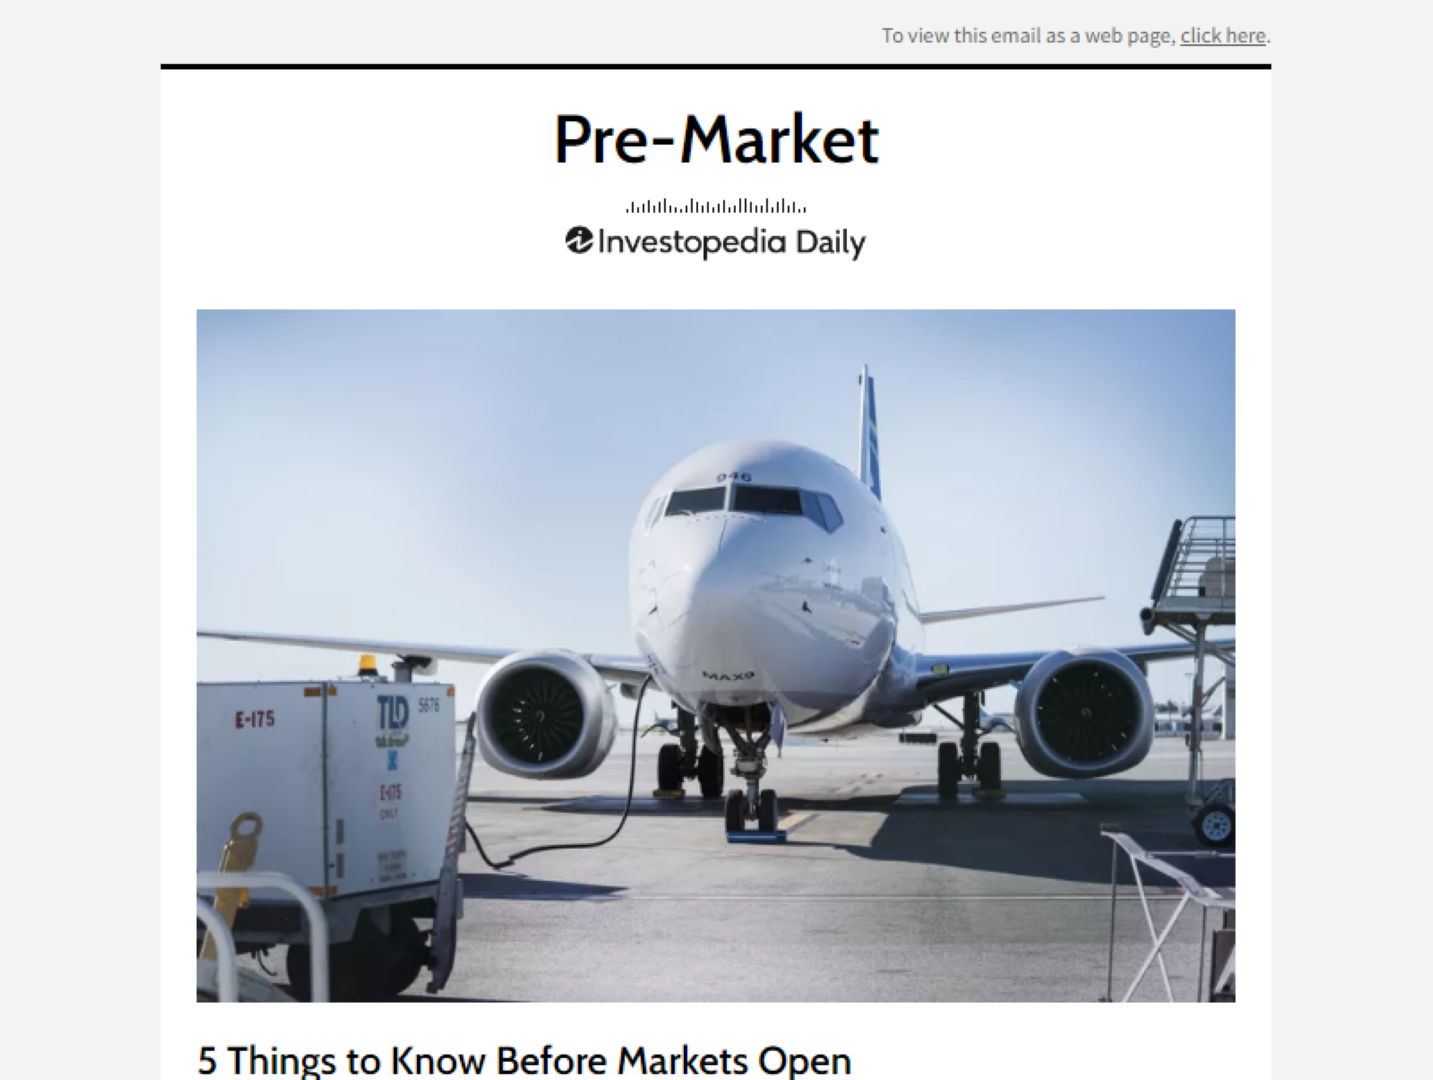 To view this email as a web page, click here.
Pre-Market
Investopedia Daily
946
MAX9
E-175
TLD
5676
E-175
ONLY
5 Things to Know Before Markets Open